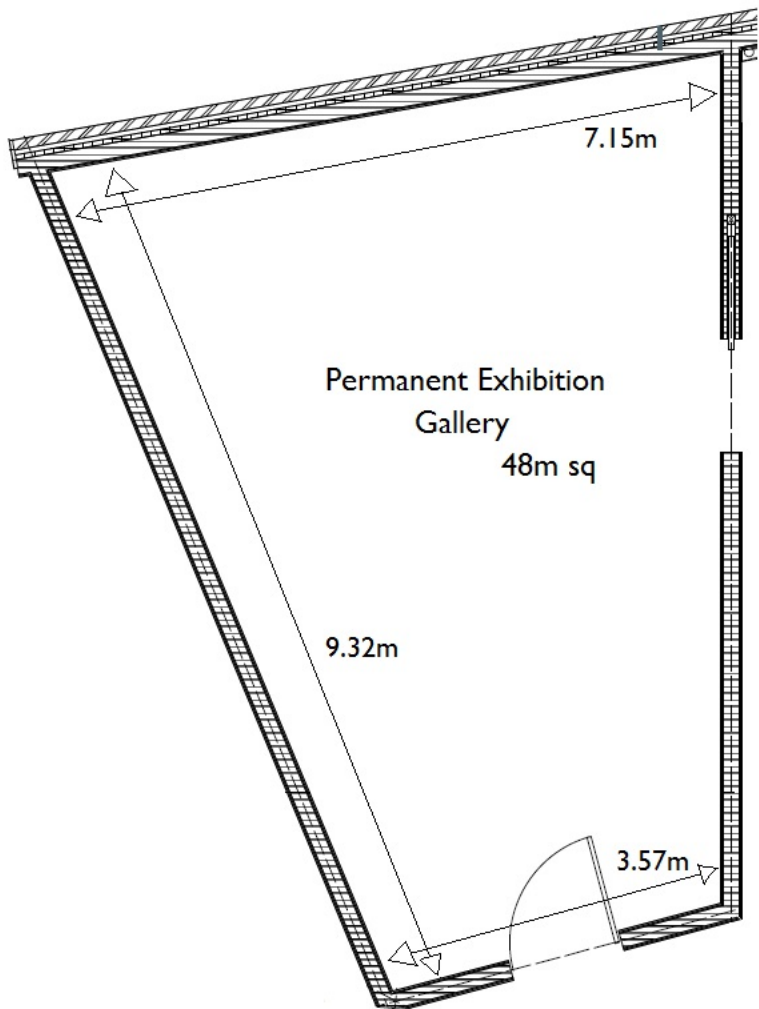 7.15m
Permanent Exhibition
Gallery
48m sq
9.32m
3.57m